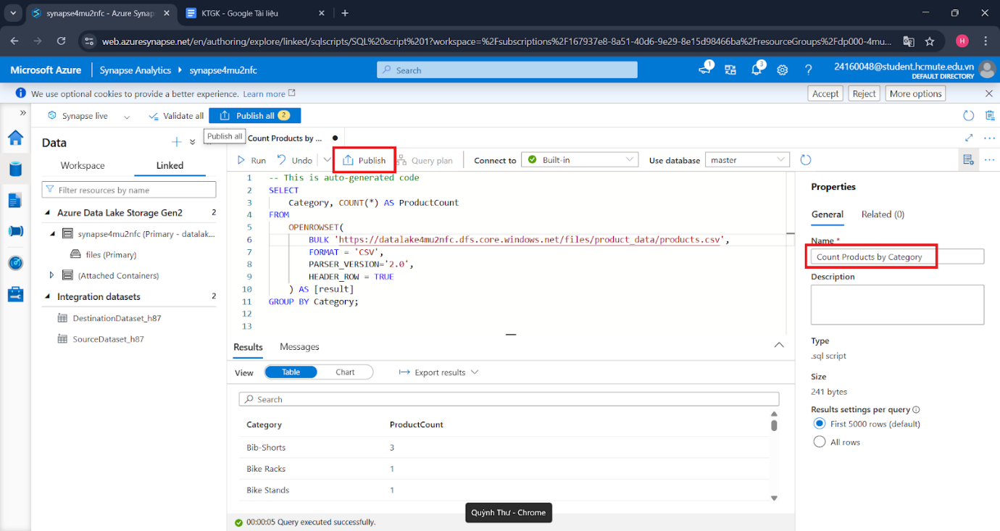 synapse4mu2nfc - Azure Synap
KTGK - Google Tài liệu
web.azuresynapse.net/en/authoring/explore/linked/sqlscripts/SQL%20script%201?workspace=%2Fsubscriptions%2F167937e8-8a51-40d6-9e29-8e15d98466ba%2FresourceGroups%2Fdp000-4mu...
H
Microsoft Azure
Synapse Analytics
synapse4mu2nfc
Search
1
3
24160048@student.hcmute.edu.vn
DEFAULT DIRECTORY
We use optional cookies to provide a better experience. Learn more
Accept
Reject
More options
Synapse live
Validate all
Publish all 2
Publish all
Data
Workspace
Linked
Filter resources by name
Azure Data Lake Storage Gen2 2
synapse4mu2nfc (Primary - datalak...
files (Primary)
(Attached Containers)
Integration datasets 2
DestinationDataset_h87
SourceDataset_h87
Count Products by ...
Run
Undo
Publish
Query plan
Connect to
Built-in
Use database
master
1 -- This is auto-generated code
2 SELECT
3 Category, COUNT(*) AS ProductCount
4 FROM
5 OPENROWSET(
6 BULK 'https://datalake4mu2nfc.dfs.core.windows.net/files/product_data/products.csv',
7 FORMAT = 'CSV',
8 PARSER_VERSION='2.0',
9 HEADER_ROW = TRUE
10 ) AS [result]
11 GROUP BY Category;
12
13
Results
Messages
View
Table
Chart
Export results
Search
Category ProductCount
Bib-Shorts 3
Bike Racks 1
Bike Stands 1
00:00:05 Query executed successfully.
Quỳnh Thư - Chrome
Properties
General
Related (0)
Name *
Count Products by Category
Description
Type
.sql script
Size
241 bytes
Results settings per query
First 5000 rows (default)
All rows